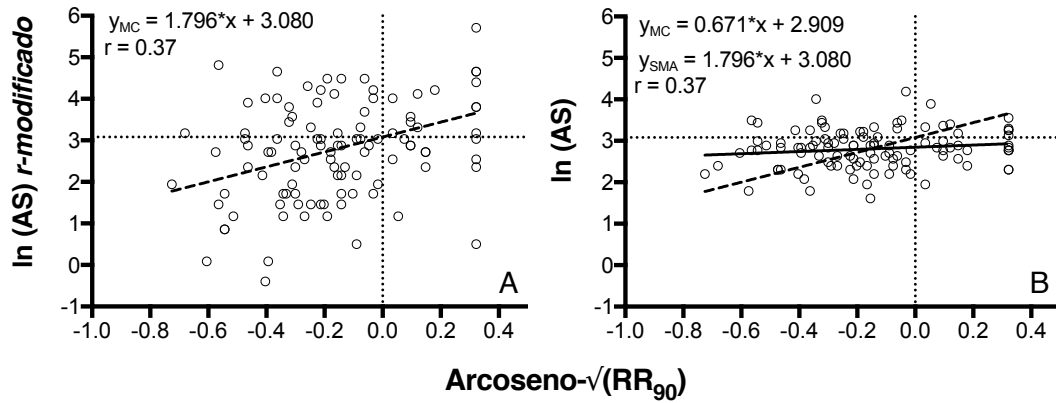 y_MC = 1.796*x + 3.080
r = 0.37
ln (AS) r-modificado
6
5
4
3
2
1
0
-1
-1.0 -0.8 -0.6 -0.4 -0.2 0.0 0.2 0.4
A
y_MC = 0.671*x + 2.909
y_SMA = 1.796*x + 3.080
r = 0.37
ln (AS)
6
5
4
3
2
1
0
-1
-1.0 -0.8 -0.6 -0.4 -0.2 0.0 0.2 0.4
B
Arcoseno-√(RR₉₀)